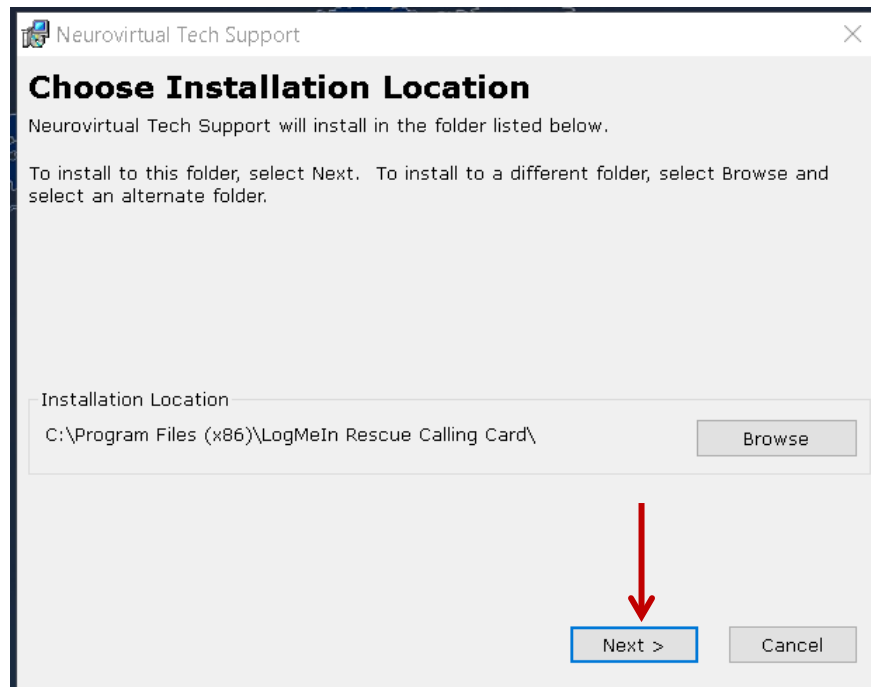 Neurovirtual Tech Support
Choose Installation Location
Neurovirtual Tech Support will install in the folder listed below.
To install to this folder, select Next.  To install to a different folder, select Browse and
select an alternate folder.
Installation Location
C:\Program Files (x86)\LogMeIn Rescue Calling Card\
Browse
Next >
Cancel